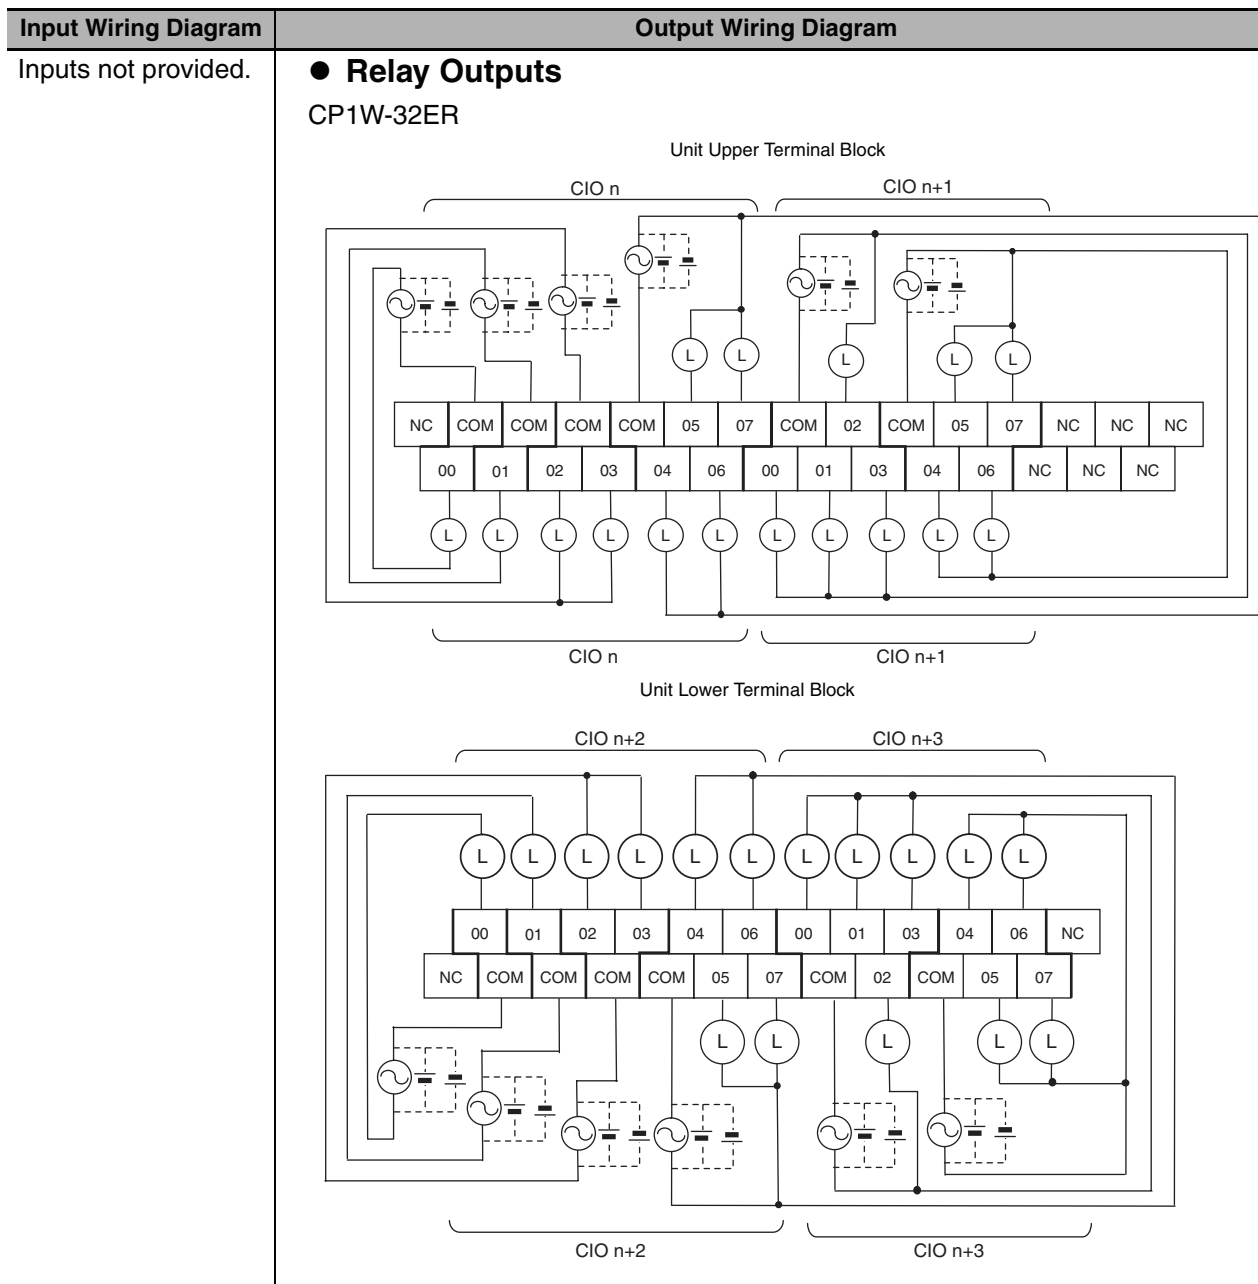 Input Wiring Diagram Output Wiring Diagram
Inputs not provided.
● Relay Outputs
CP1W-32ER
Unit Upper Terminal Block
CIO n CIO n+1
L L L L L
NC COM COM COM COM 05 07 COM 02 COM 05 07 NC NC NC
00 01 02 03 04 06 00 01 03 04 06 NC NC NC
L L L L L L L L L L L
CIO n CIO n+1
Unit Lower Terminal Block
CIO n+2 CIO n+3
L L L L L L L L L L L
00 01 02 03 04 06 00 01 03 04 06 NC
NC COM COM COM COM 05 07 COM 02 COM 05 07
L L L L L
CIO n+2 CIO n+3